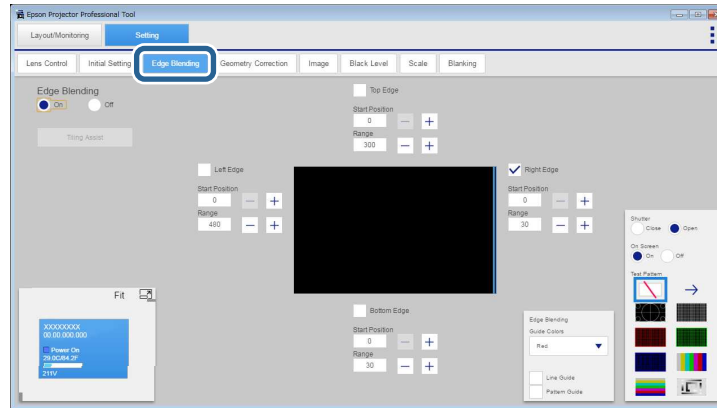 Epson Projector Professional Tool
Layout/Monitoring
Setting
Lens Control
Initial Setting
Edge Blending
Geometry Correction
Image
Black Level
Scale
Blanking
Edge Blending
On
Off
Tiling Assist
Top Edge
Start Position
0
Range
300
Left Edge
Start Position
0
Range
480
Right Edge
Start Position
0
Range
30
Bottom Edge
Start Position
0
Range
30
Fit
XXXXXXXX
00.00.000.000
Power On
29.0C/84.2F
211V
Edge Blending
Guide Colors
Red
Line Guide
Pattern Guide
Shutter
Close
Open
On Screen
On
Off
Test Pattern